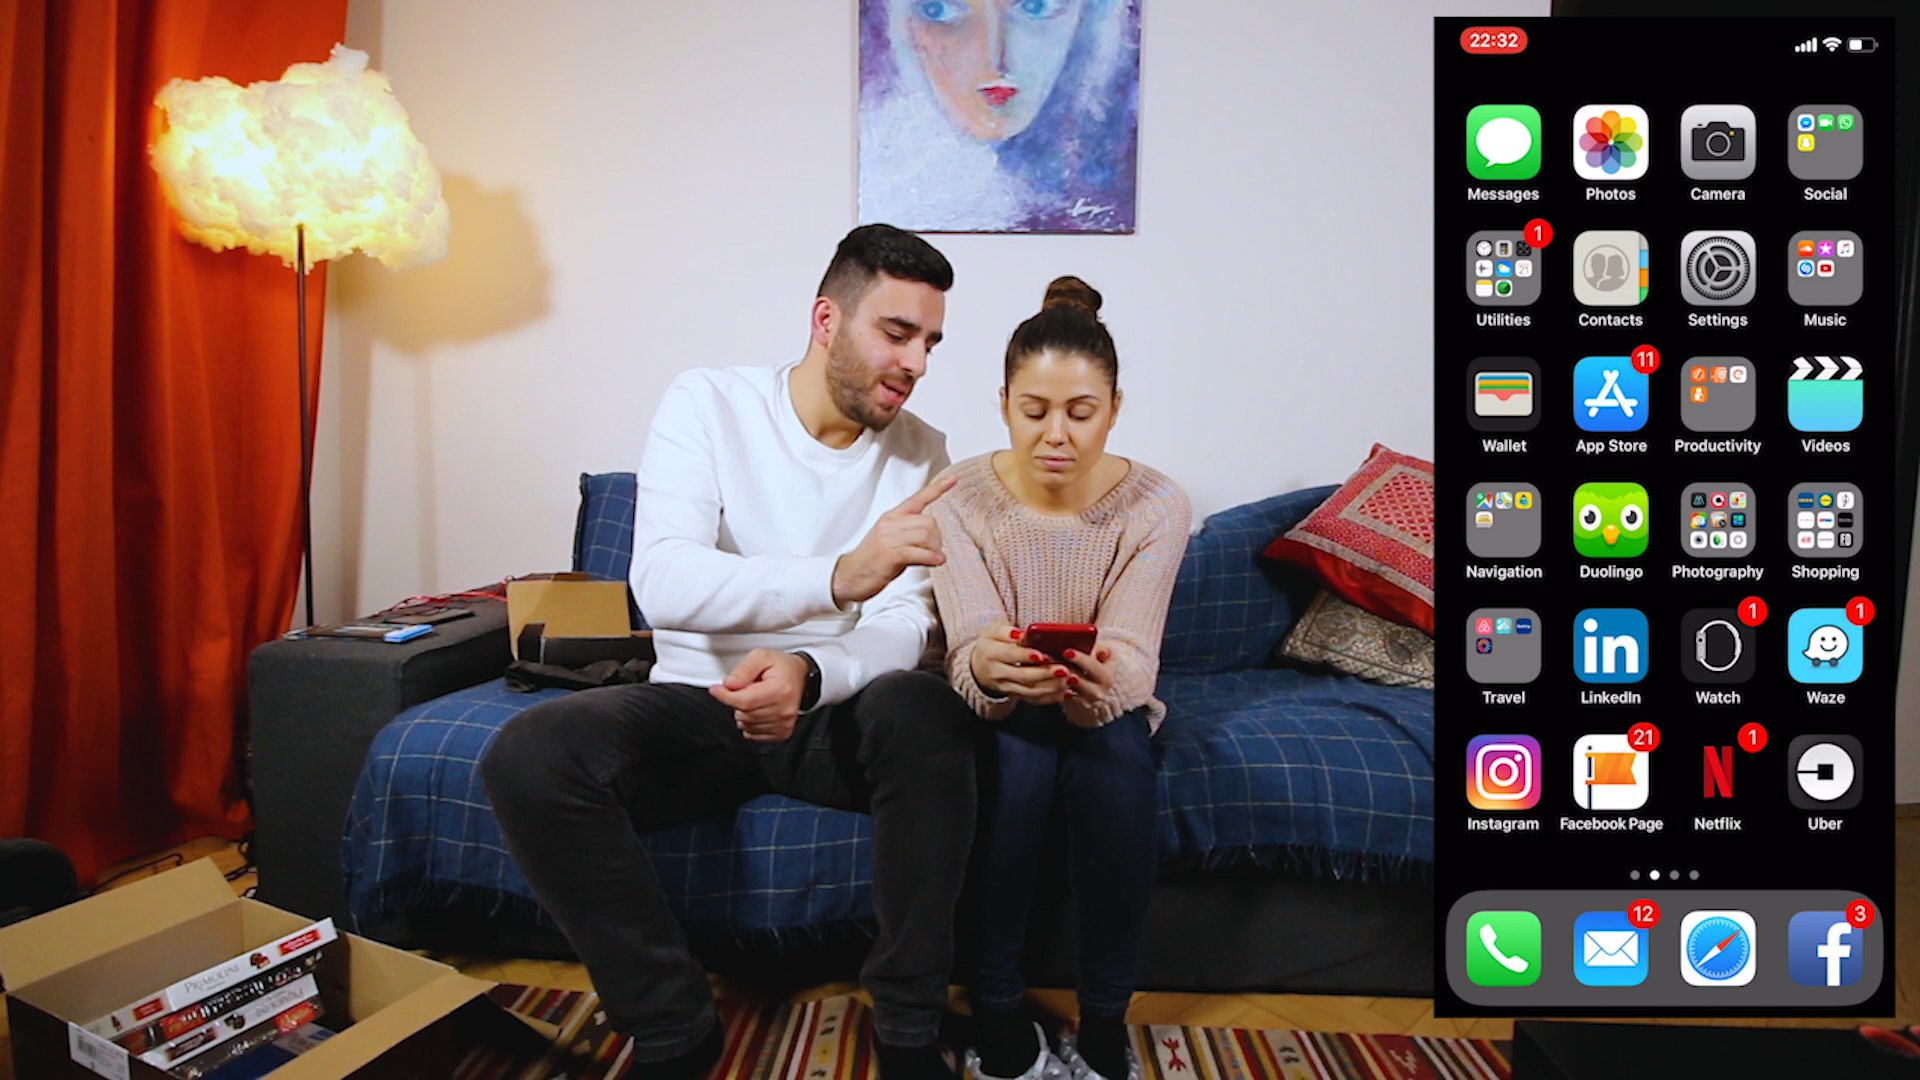 22:32
Messages Photos Camera Social
1
Utilities Contacts Settings Music
11
Wallet App Store Productivity Videos
Navigation Duolingo Photography Shopping
1 1
Travel LinkedIn Watch Waze
21 1
Instagram Facebook Page Netflix Uber
12 3
PRIMOLINE